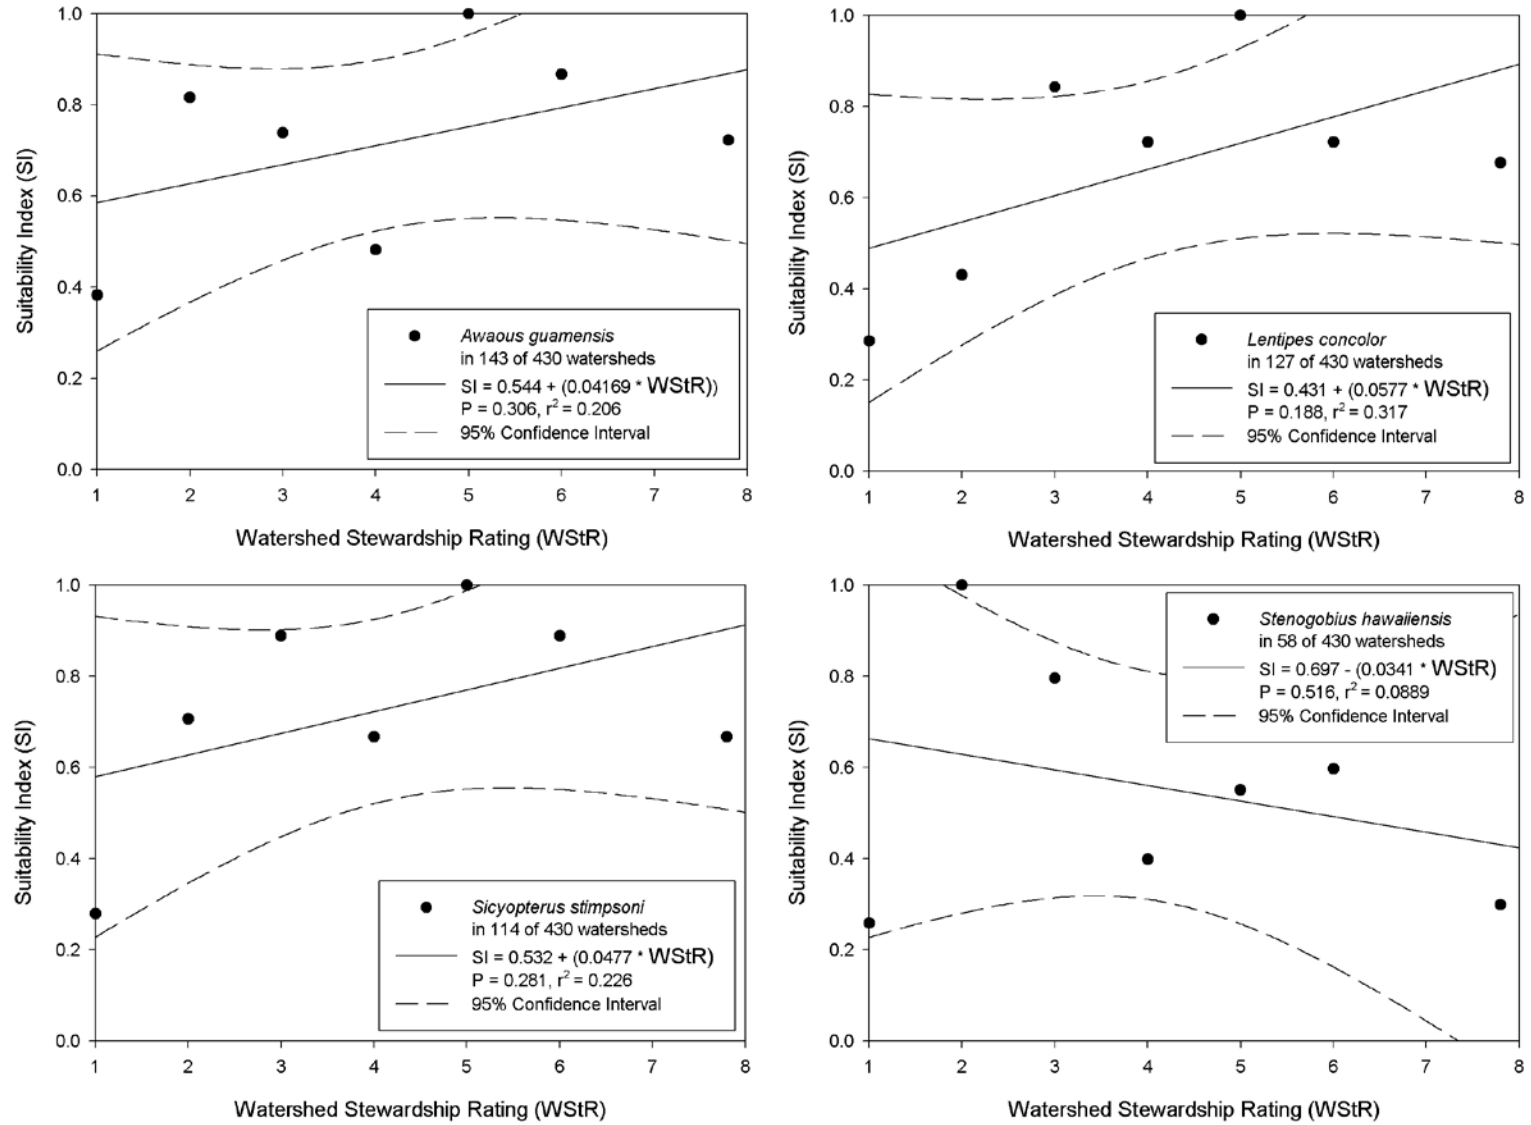 1.0
0.8
0.6
0.4
0.2
0.0
Suitability Index (SI)
Awaous guamensis
in 143 of 430 watersheds
SI = 0.544 + (0.04169 * WStR))
P = 0.306, r² = 0.206
95% Confidence Interval
1 2 3 4 5 6 7 8
Watershed Stewardship Rating (WStR)
1.0
0.8
0.6
0.4
0.2
0.0
Suitability Index (SI)
Lentipes concolor
in 127 of 430 watersheds
SI = 0.431 + (0.0577 * WStR)
P = 0.188, r² = 0.317
95% Confidence Interval
1 2 3 4 5 6 7 8
Watershed Stewardship Rating (WStR)
1.0
0.8
0.6
0.4
0.2
0.0
Suitability Index (SI)
Sicyopterus stimpsoni
in 114 of 430 watersheds
SI = 0.532 + (0.0477 * WStR)
P = 0.281, r² = 0.226
95% Confidence Interval
1 2 3 4 5 6 7 8
Watershed Stewardship Rating (WStR)
1.0
0.8
0.6
0.4
0.2
0.0
Suitability Index (SI)
Stenogobius hawaiiensis
in 58 of 430 watersheds
SI = 0.697 - (0.0341 * WStR)
P = 0.516, r² = 0.0889
95% Confidence Interval
1 2 3 4 5 6 7 8
Watershed Stewardship Rating (WStR)